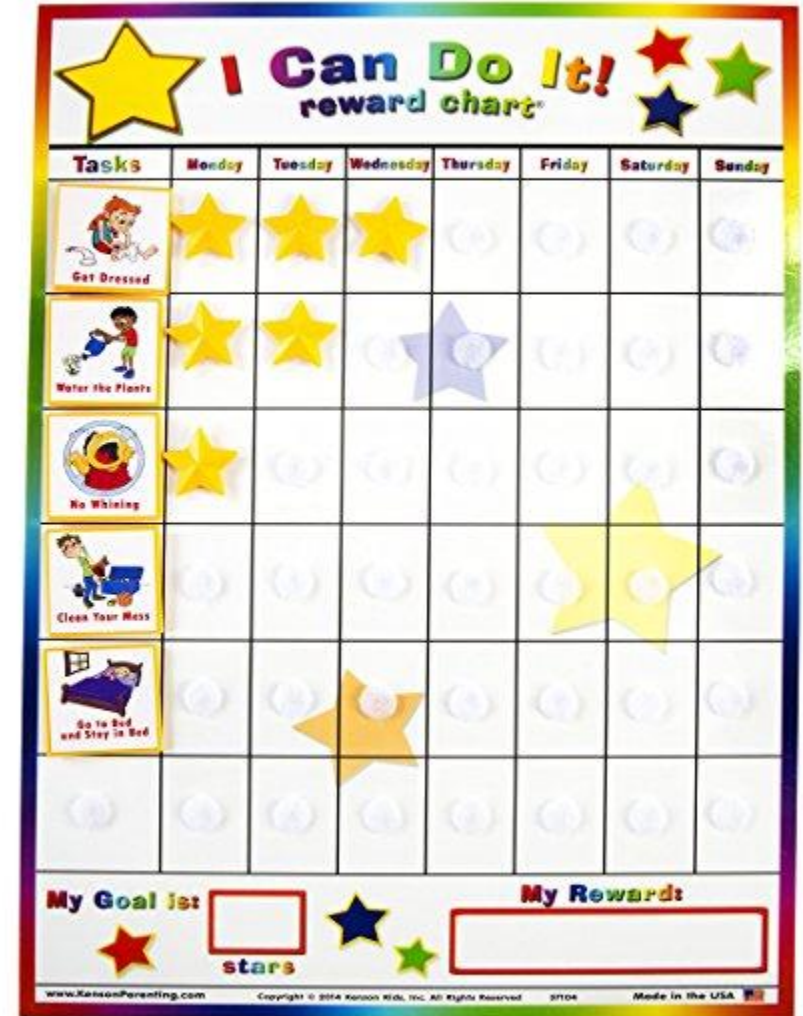 I Can Do It!
reward chart
Tasks Monday Tuesday Wednesday Thursday Friday Saturday Sunday
Get Dressed
Water the Plants
No Whining
Clean Your Mess
Go to Bed
and Stay in Bed
My Goal is:
stars
My Reward:
www.KensonParenting.com Copyright © 2014 Kenson Kids, Inc. All Rights Reserved 37104 Made in the USA